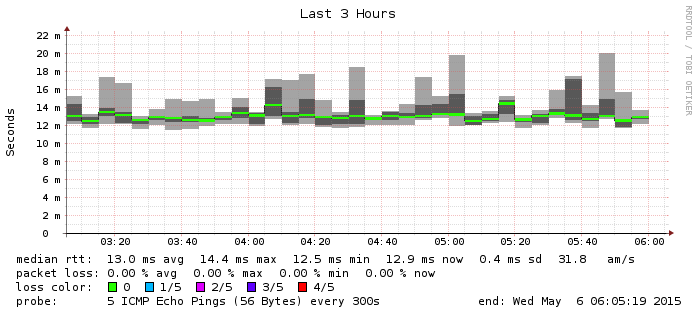 Last 3 Hours
RRDTOOL / TOBI OETIKER
Seconds
22 m
20 m
18 m
16 m
14 m
12 m
10 m
8 m
6 m
4 m
2 m
0
03:20 03:40 04:00 04:20 04:40 05:00 05:20 05:40 06:00
median rtt: 13.0 ms avg 14.4 ms max 12.5 ms min 12.9 ms now 0.4 ms sd 31.8 am/s
packet loss: 0.00 % avg 0.00 % max 0.00 % min 0.00 % now
loss color: 0 1/5 2/5 3/5 4/5
probe: 5 ICMP Echo Pings (56 Bytes) every 300s end: Wed May 6 06:05:19 2015